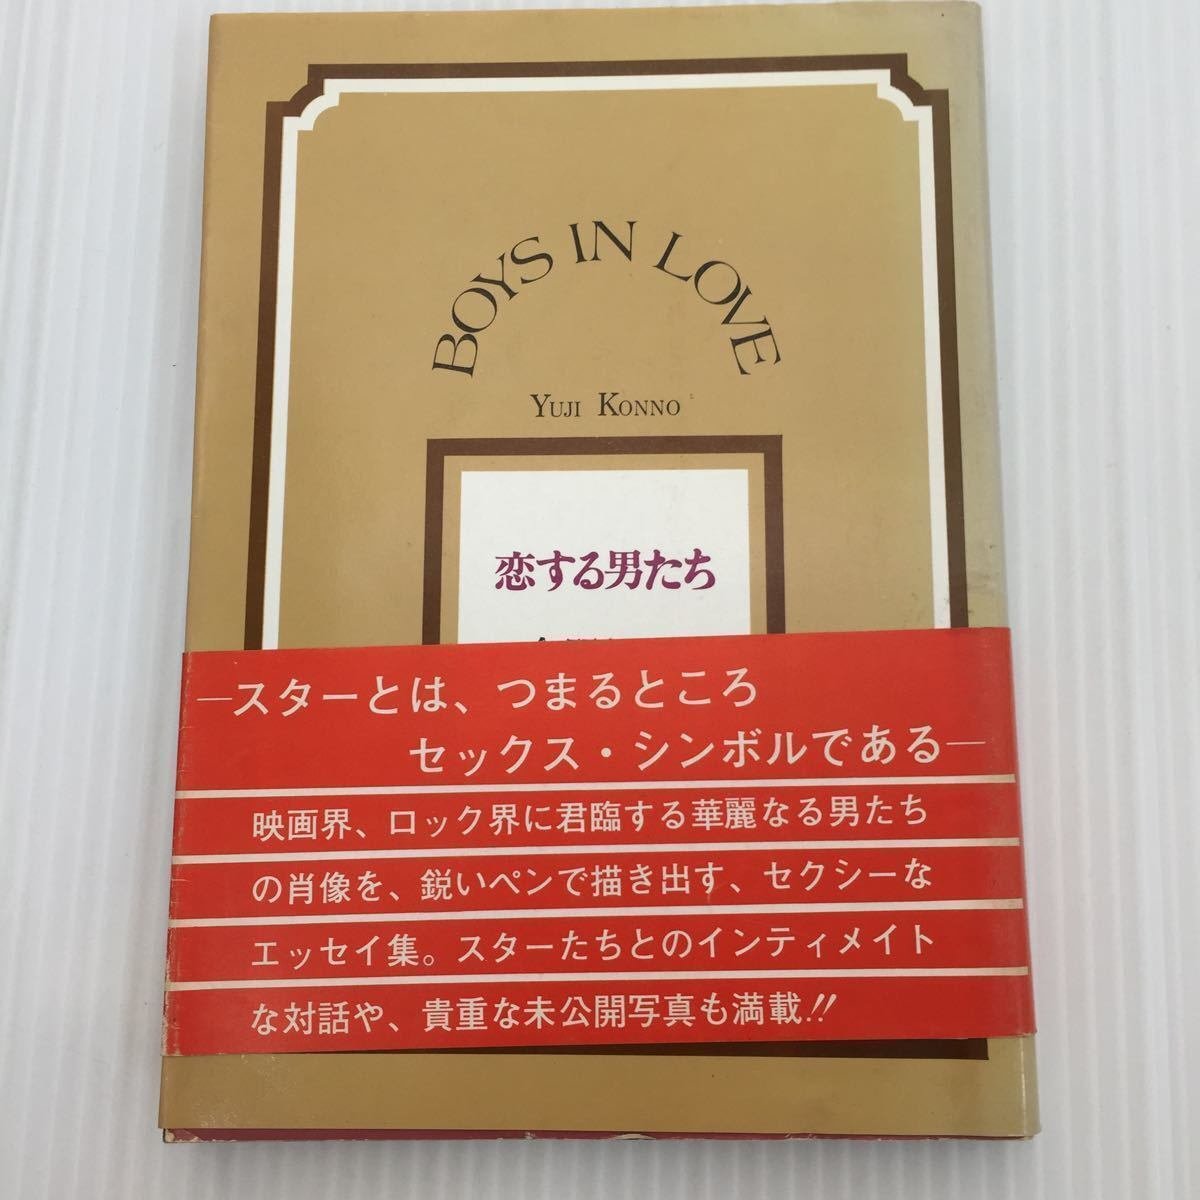 BOYS IN LOVE
YUJI KONNO
恋する男たち
―スターとは、つまるところ
セックス・シンボルである―
映画界、ロック界に君臨する華麗なる男たち
の肖像を、鋭いペンで描き出す、セクシーな
エッセイ集。スターたちとのインティメイト
な対話や、貴重な未公開写真も満載!!